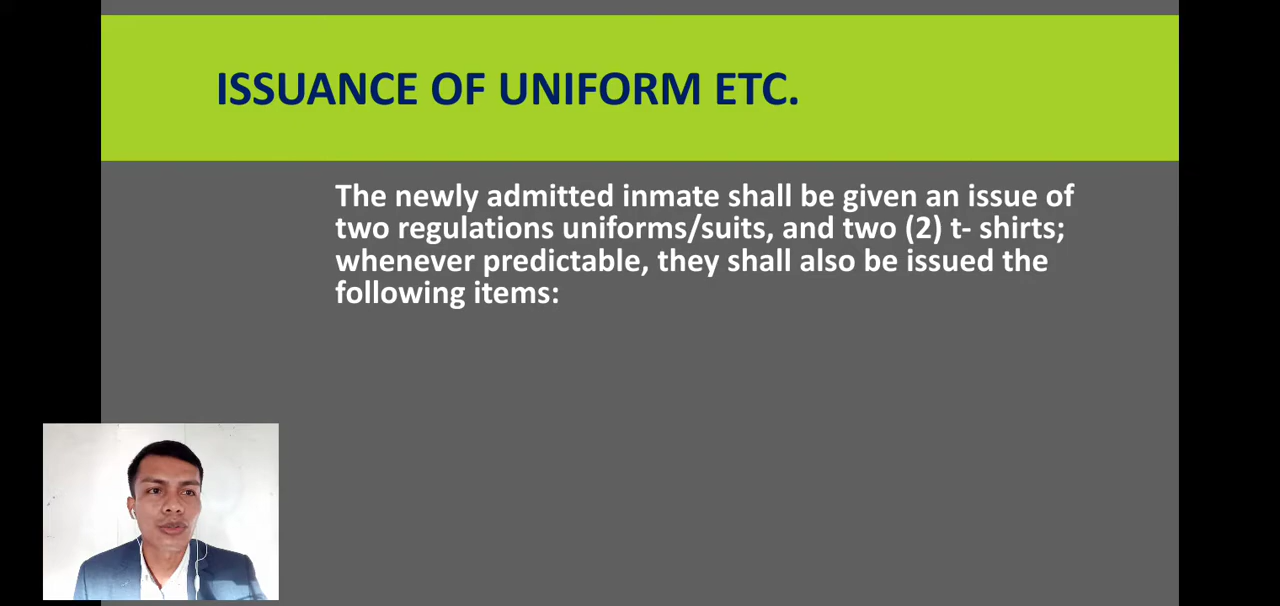 ISSUANCE OF UNIFORM ETC.
The newly admitted inmate shall be given an issue of
two regulations uniforms/suits, and two (2) t- shirts;
whenever predictable, they shall also be issued the
following items: